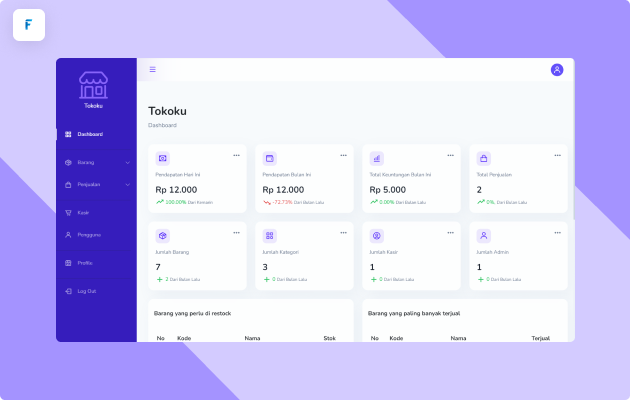 F
Tokoku
Dashboard
Barang
Penjualan
Kasir
Pengguna
Profile
Log Out
Tokoku
Dashboard
Pendapatan Hari Ini
Rp 12.000
100.00% Dari Kemarin
Pendapatan Bulan Ini
Rp 12.000
-72.73% Dari Bulan Lalu
Total Keuntungan Bulan Ini
Rp 5.000
0.00% Dari Bulan Lalu
Total Penjualan
2
0% Dari Bulan Lalu
Jumlah Barang
7
2 Dari Bulan Lalu
Jumlah Kategori
3
0 Dari Bulan Lalu
Jumlah Kasir
1
0 Dari Bulan Lalu
Jumlah Admin
1
0 Dari Bulan Lalu
Barang yang perlu di restock
No Kode Nama Stok
Barang yang paling banyak terjual
No Kode Nama Terjual